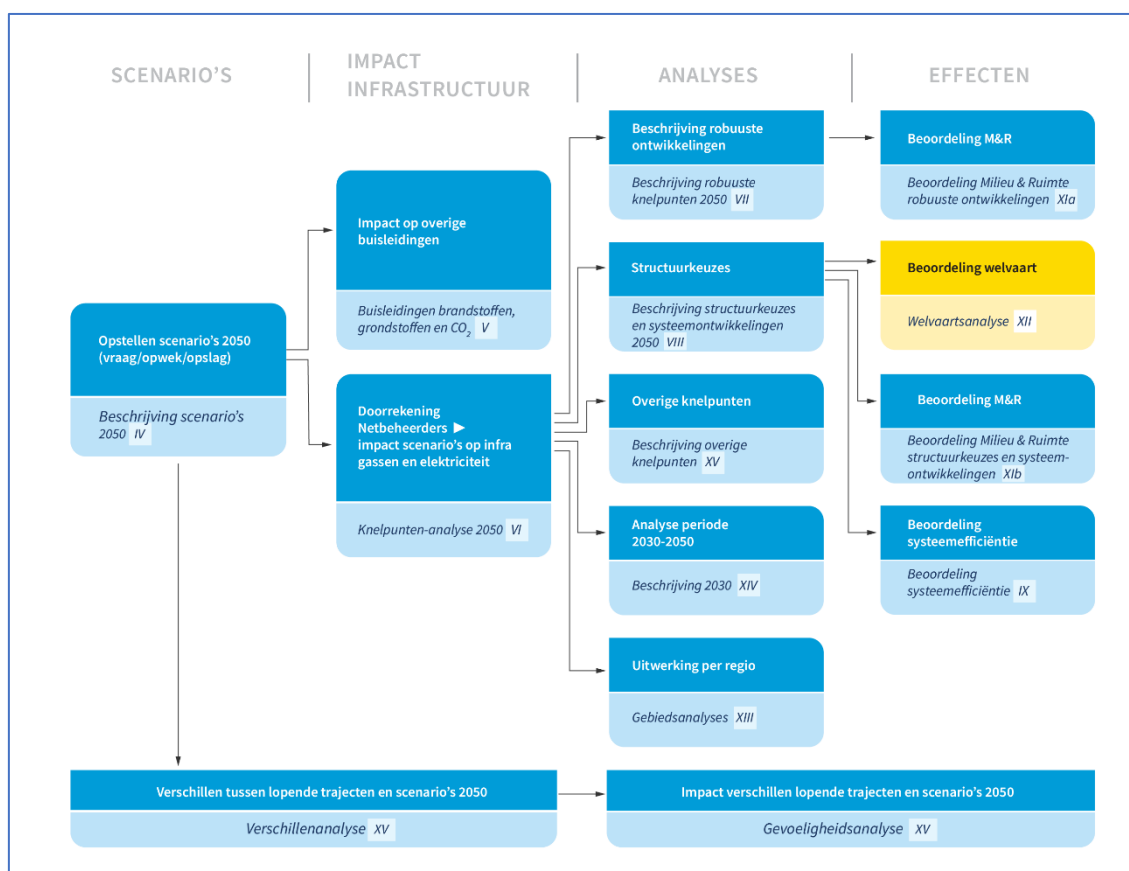 SCENARIO'S
IMPACT
INFRASTRUCTUUR
ANALYSES
EFFECTEN
Opstellen scenario's 2050
(vraag/opwek/opslag)
Beschrijving scenario's
2050 IV
Impact op overige
buisleidingen
Buisleidingen brandstoffen,
grondstoffen en CO₂ V
Doorrekening
Netbeheerders ►
impact scenario's op infra
gassen en elektriciteit
Knelpunten-analyse 2050 VI
Beschrijving robuuste
ontwikkelingen
Beschrijving robuuste
knelpunten 2050 VII
Structuurkeuzes
Beschrijving structuurkeuzes
en systeemontwikkelingen
2050 VIII
Overige knelpunten
Beschrijving overige
knelpunten XV
Analyse periode
2030-2050
Beschrijving 2030 XIV
Uitwerking per regio
Gebiedsanalyses XIII
Beoordeling M&R
Beoordeling Milieu & Ruimte
robuuste ontwikkelingen XIa
Beoordeling welvaart
Welvaartsanalyse XII
Beoordeling M&R
Beoordeling Milieu & Ruimte
structuurkeuzes en systeem-
ontwikkelingen XIb
Beoordeling
systeemefficiëntie
Beoordeling
systeemefficiëntie IX
Verschillen tussen lopende trajecten en scenario's 2050
Verschillenanalyse XV
Impact verschillen lopende trajecten en scenario's 2050
Gevoeligheidsanalyse XV